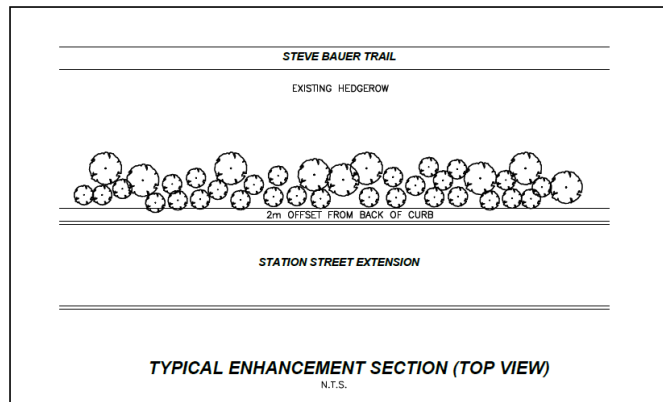 STEVE BAUER TRAIL
EXISTING HEDGEROW
2m OFFSET FROM BACK OF CURB
STATION STREET EXTENSION
TYPICAL ENHANCEMENT SECTION (TOP VIEW)
N.T.S.